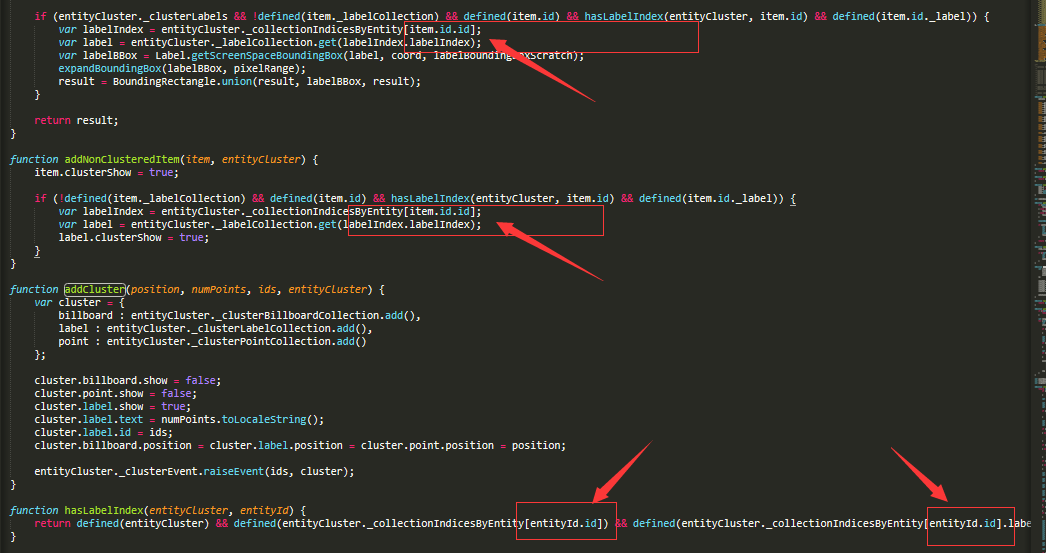 if (entityCluster._clusterLabels && !defined(item._labelCollection) && defined(item.id) && hasLabelIndex(entityCluster, item.id) && defined(item.id._label)) {
var labelIndex = entityCluster._collectionIndicesByEntity[item.id.id];
var label = entityCluster._labelCollection.get(labelIndex.labelIndex);
var labelBBox = Label.getScreenSpaceBoundingBox(label, coord, labelBoundingBoxScratch);
expandBoundingBox(labelBBox, pixelRange);
result = BoundingRectangle.union(result, labelBBox, result);
}
return result;
}
function addNonClusteredItem(item, entityCluster) {
item.clusterShow = true;
if (!defined(item._labelCollection) && defined(item.id) && hasLabelIndex(entityCluster, item.id) && defined(item.id._label)) {
var labelIndex = entityCluster._collectionIndicesByEntity[item.id.id];
var label = entityCluster._labelCollection.get(labelIndex.labelIndex);
label.clusterShow = true;
}
}
function addCluster(position, numPoints, ids, entityCluster) {
var cluster = {
billboard : entityCluster._clusterBillboardCollection.add(),
label : entityCluster._clusterLabelCollection.add(),
point : entityCluster._clusterPointCollection.add()
};
cluster.billboard.show = false;
cluster.point.show = false;
cluster.label.show = true;
cluster.label.text = numPoints.toLocaleString();
cluster.label.id = ids;
cluster.billboard.position = cluster.label.position = cluster.point.position = position;
entityCluster._clusterEvent.raiseEvent(ids, cluster);
}
function hasLabelIndex(entityCluster, entityId) {
return defined(entityCluster) && defined(entityCluster._collectionIndicesByEntity[entityId.id]) && defined(entityCluster._collectionIndicesByEntity[entityId.id].labe
}